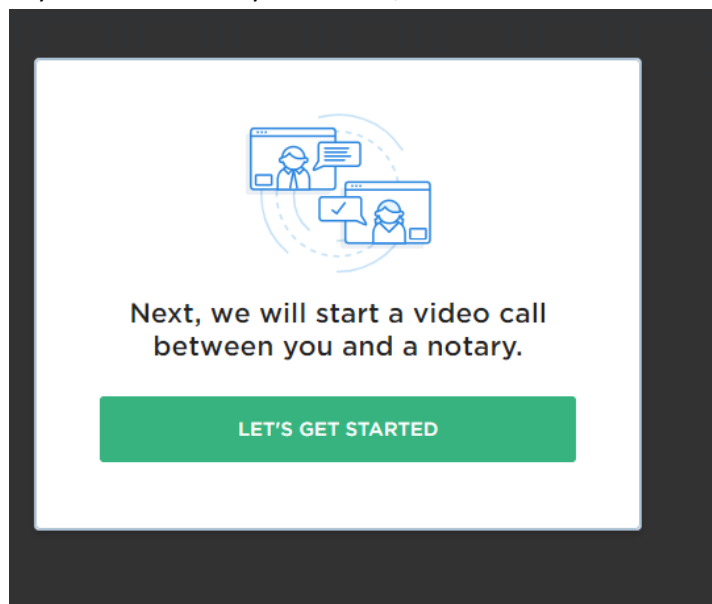 Next, we will start a video call
between you and a notary.
LET'S GET STARTED